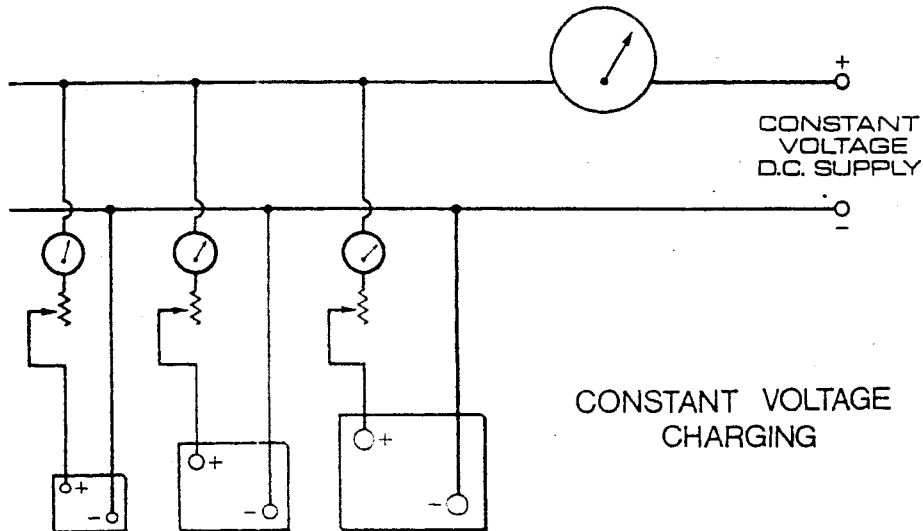 +
CONSTANT
VOLTAGE
D.C. SUPPLY
-
CONSTANT VOLTAGE
CHARGING
+
-
+
-
+
-